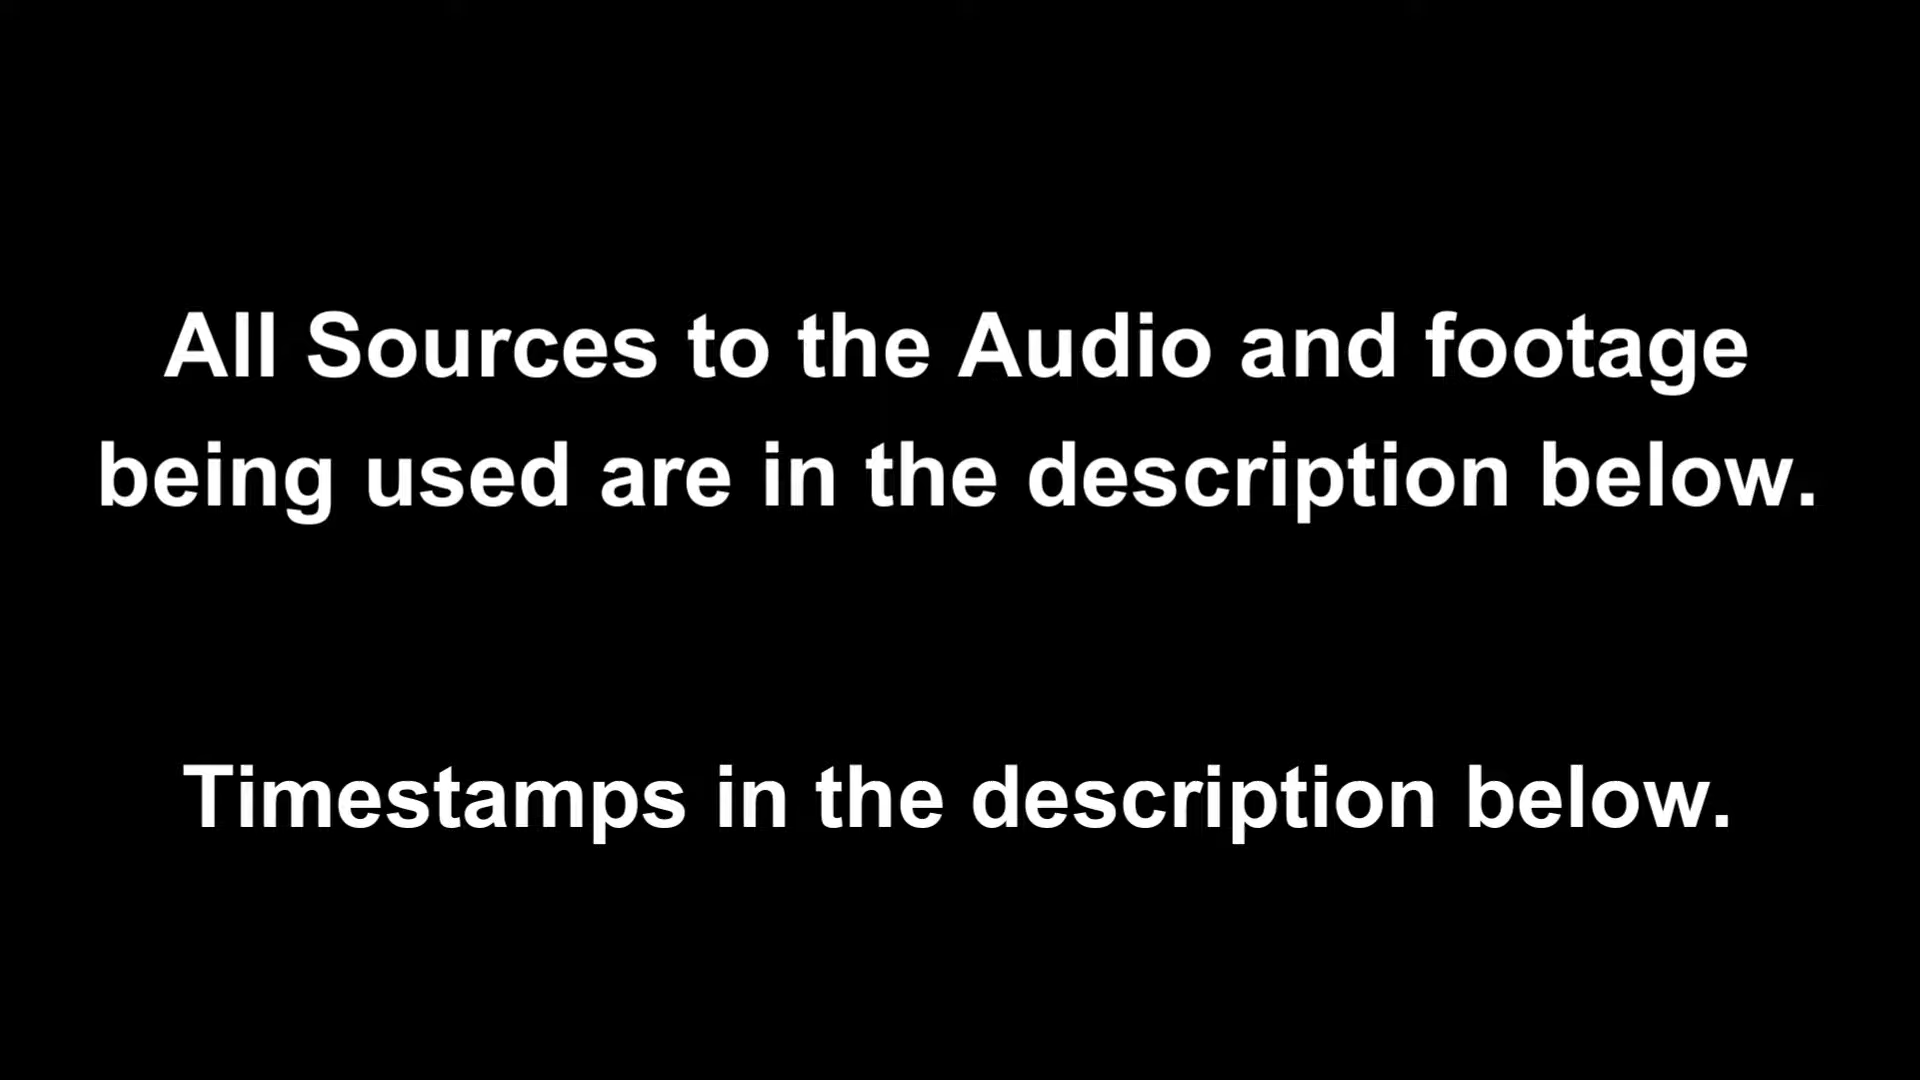 All Sources to the Audio and footage
being used are in the description below.
Timestamps in the description below.